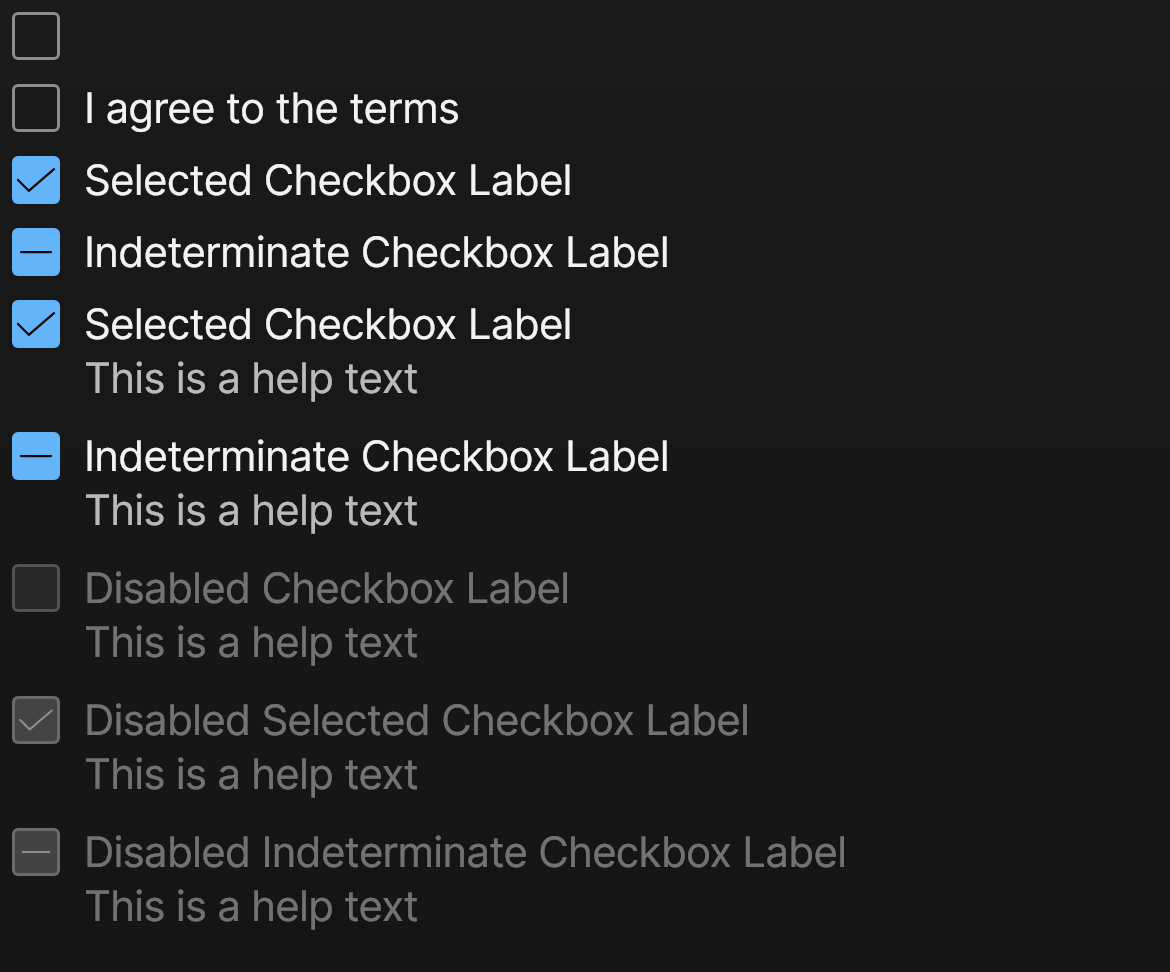 I agree to the terms
Selected Checkbox Label
Indeterminate Checkbox Label
Selected Checkbox Label
This is a help text
Indeterminate Checkbox Label
This is a help text
Disabled Checkbox Label
This is a help text
Disabled Selected Checkbox Label
This is a help text
Disabled Indeterminate Checkbox Label
This is a help text